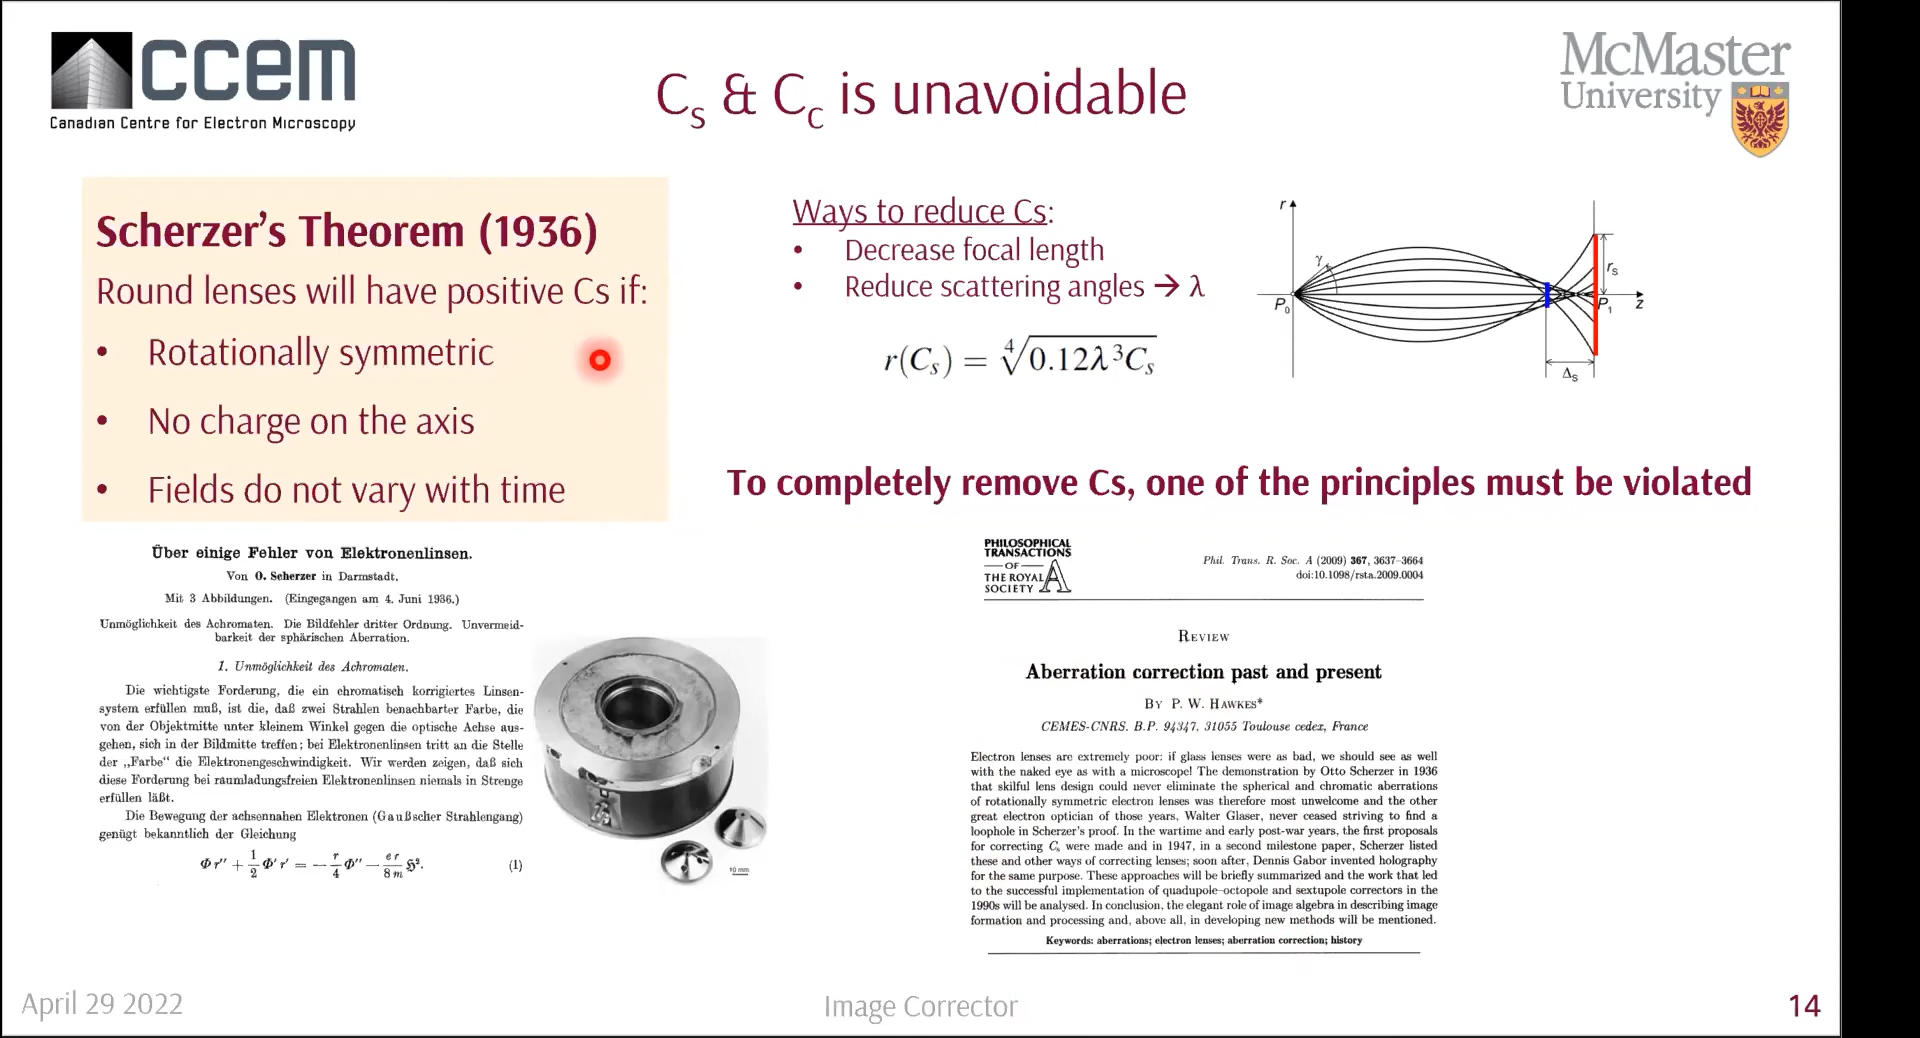 ccem
Canadian Centre for Electron Microscopy
Cs & Cc is unavoidable
McMaster
University
Scherzer's Theorem (1936)
Round lenses will have positive Cs if:
• Rotationally symmetric
• No charge on the axis
• Fields do not vary with time
Ways to reduce Cs:
• Decrease focal length
• Reduce scattering angles → λ
r(Cs) = ∜0.12λ³Cs
r
γ
P0
rs
P1
z
Δs
To completely remove Cs, one of the principles must be violated
Über einige Fehler von Elektronenlinsen.
Von O. Scherzer in Darmstadt.
Mit 3 Abbildungen. (Eingegangen am 4. Juni 1936.)
Unmöglichkeit des Achromaten. Die Bildfehler dritter Ordnung. Unvermeid-
barkeit der sphärischen Aberration.
1. Unmöglichkeit des Achromaten.
Die wichtigste Forderung, die ein chromatisch korrigiertes Linsen-
system erfüllen muß, ist die, daß zwei Strahlen benachbarter Farbe, die
von der Objektmitte unter kleinem Winkel gegen die optische Achse aus-
gehen, sich in der Bildmitte treffen; bei Elektronenlinsen tritt an die Stelle
der „Farbe“ die Elektronengeschwindigkeit. Wir werden zeigen, daß sich
diese Forderung bei raumladungsfreien Elektronenlinsen niemals in Strenge
erfüllen läßt.
Die Bewegung der achsennahen Elektronen (Gaußscher Strahlengang)
genügt bekanntlich der Gleichung
Φ r′′ + 1/2 Φ′ r′ = − r/4 Φ′′ − e r/8 m ℌ². (1)
10 mm
PHILOSOPHICAL
TRANSACTIONS
OF
THE ROYAL
SOCIETY A
Phil. Trans. R. Soc. A (2009) 367, 3637–3664
doi:10.1098/rsta.2009.0004
REVIEW
Aberration correction past and present
BY P. W. HAWKES*
CEMES-CNRS, B.P. 94347, 31055 Toulouse cedex, France
Electron lenses are extremely poor: if glass lenses were as bad, we should see as well
with the naked eye as with a microscope! The demonstration by Otto Scherzer in 1936
that skilful lens design could never eliminate the spherical and chromatic aberrations
of rotationally symmetric electron lenses was therefore most unwelcome and the other
great electron optician of those years, Walter Glaser, never ceased striving to find a
loophole in Scherzer's proof. In the wartime and early post-war years, the first proposals
for correcting Cs were made and in 1947, in a second milestone paper, Scherzer listed
these and other ways of correcting lenses; soon after, Dennis Gabor invented holography
for the same purpose. These approaches will be briefly summarized and the work that led
to the successful implementation of quadupole–octopole and sextupole correctors in the
1990s will be analysed. In conclusion, the elegant role of image algebra in describing image
formation and processing and, above all, in developing new methods will be mentioned.
Keywords: aberrations; electron lenses; aberration correction; history
April 29 2022
Image Corrector
14